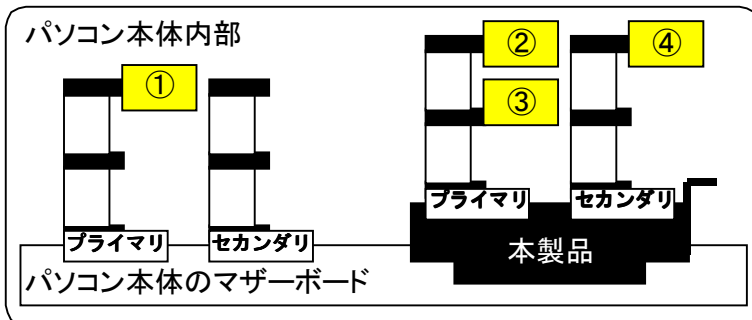 パソコン本体内部
①
②
④
③
プライマリ
セカンダリ
プライマリ
セカンダリ
本製品
パソコン本体のマザーボード